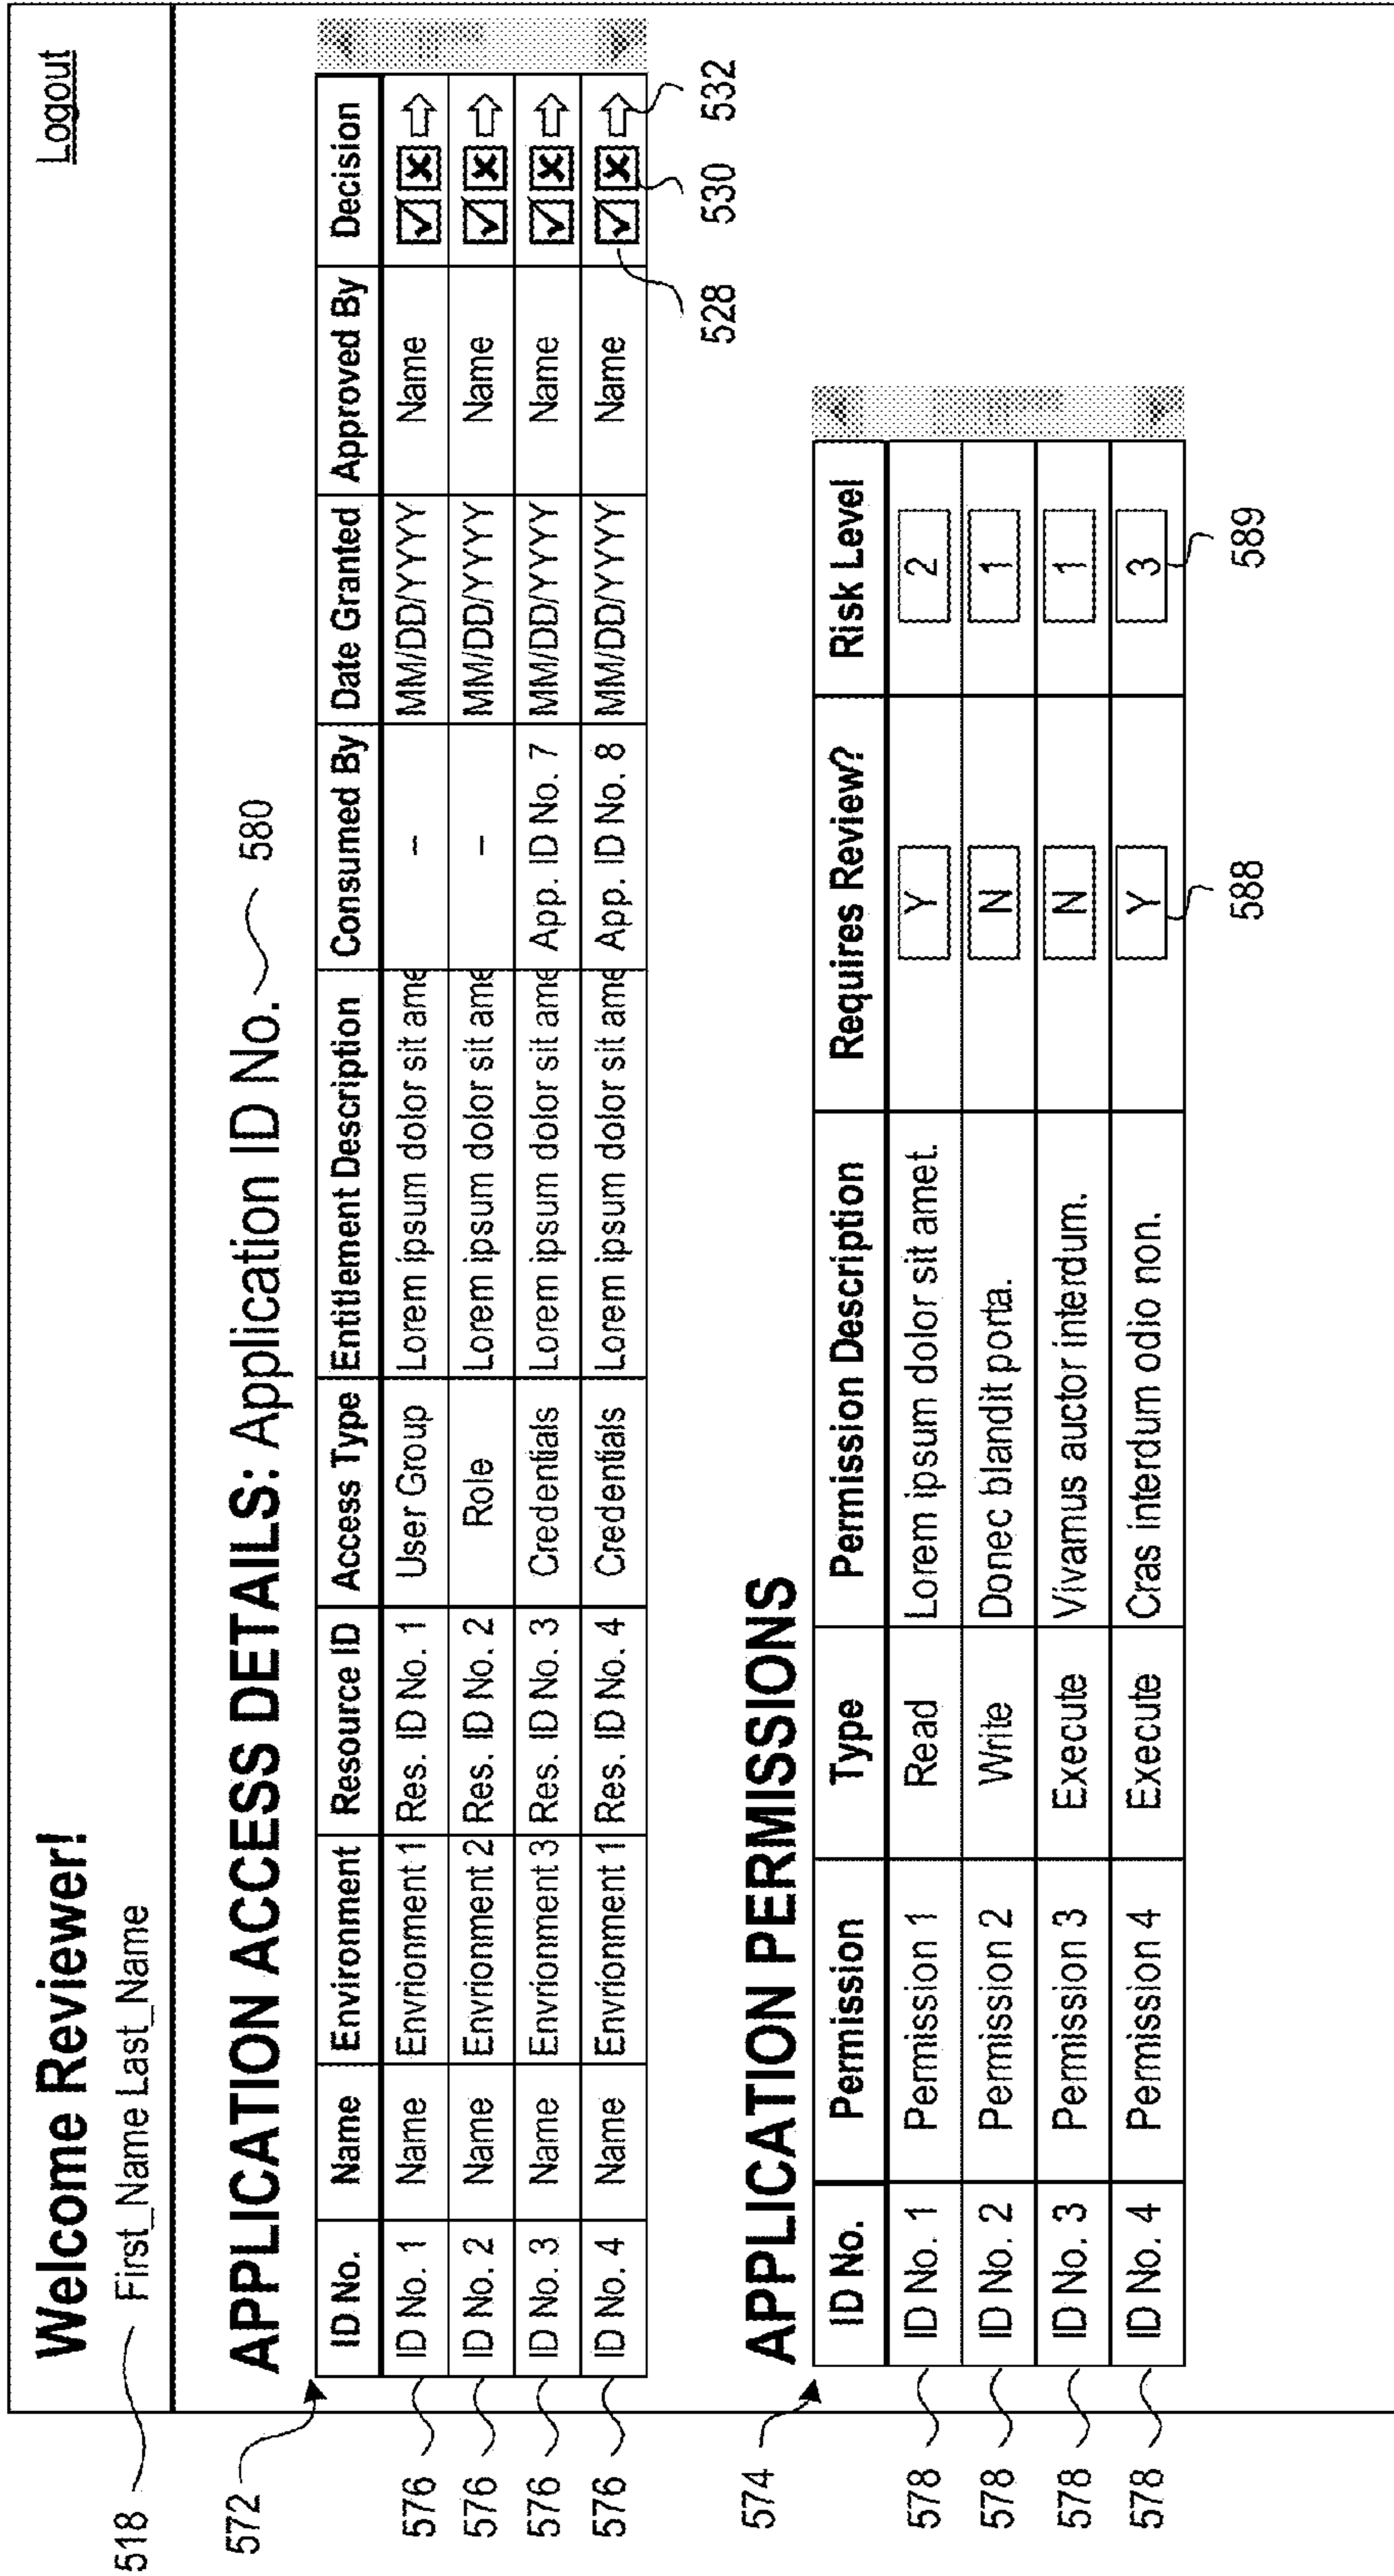 Welcome Reviewer!
Logout
518 First_Name Last_Name
APPLICATION ACCESS DETAILS: Application ID No. 580
572
ID No. Name Environment Resource ID Access Type Entitlement Description Consumed By Date Granted Approved By Decision
576 ID No. 1 Name Envrionment 1 Res. ID No. 1 User Group Lorem ipsum dolor sit ame -- MM/DD/YYYY Name
576 ID No. 2 Name Envrionment 2 Res. ID No. 2 Role Lorem ipsum dolor sit ame -- MM/DD/YYYY Name
576 ID No. 3 Name Envrionment 3 Res. ID No. 3 Credentials Lorem ipsum dolor sit ame App. ID No. 7 MM/DD/YYYY Name
576 ID No. 4 Name Envrionment 1 Res. ID No. 4 Credentials Lorem ipsum dolor sit ame App. ID No. 8 MM/DD/YYYY Name
528 530 532
APPLICATION PERMISSIONS
574
ID No. Permission Type Permission Description Requires Review? Risk Level
578 ID No. 1 Permission 1 Read Lorem ipsum dolor sit amet. Y 2
578 ID No. 2 Permission 2 Write Donec blandit porta. N 1
578 ID No. 3 Permission 3 Execute Vivamus auctor interdum. N 1
578 ID No. 4 Permission 4 Execute Cras interdum odio non. Y 3
588 589